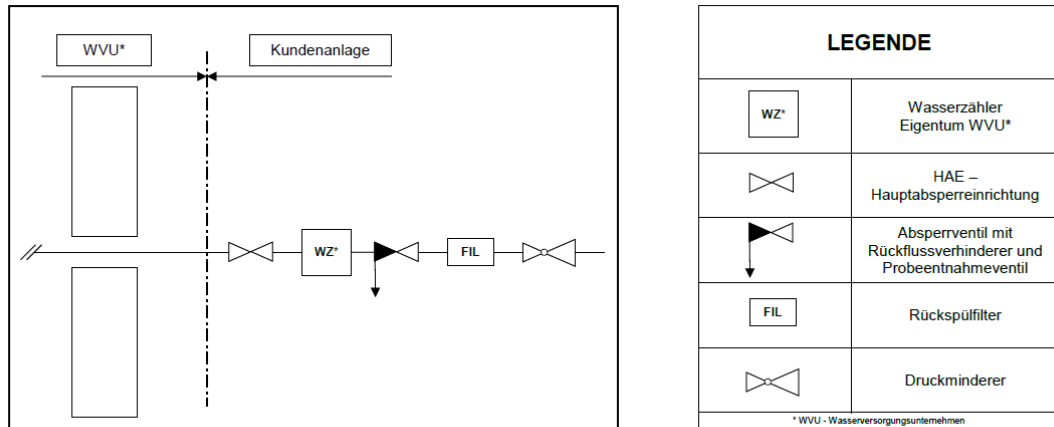 WVU*
Kundenanlage
WZ*
FIL
LEGENDE
WZ*
Wasserzähler
Eigentum WVU*
HAE –
Hauptabsperreinrichtung
Absperrventil mit
Rückflussverhinderer und
Probeentnahmeventil
FIL
Rückspülfilter
Druckminderer
* WVU - Wasserversorgungsunternehmen